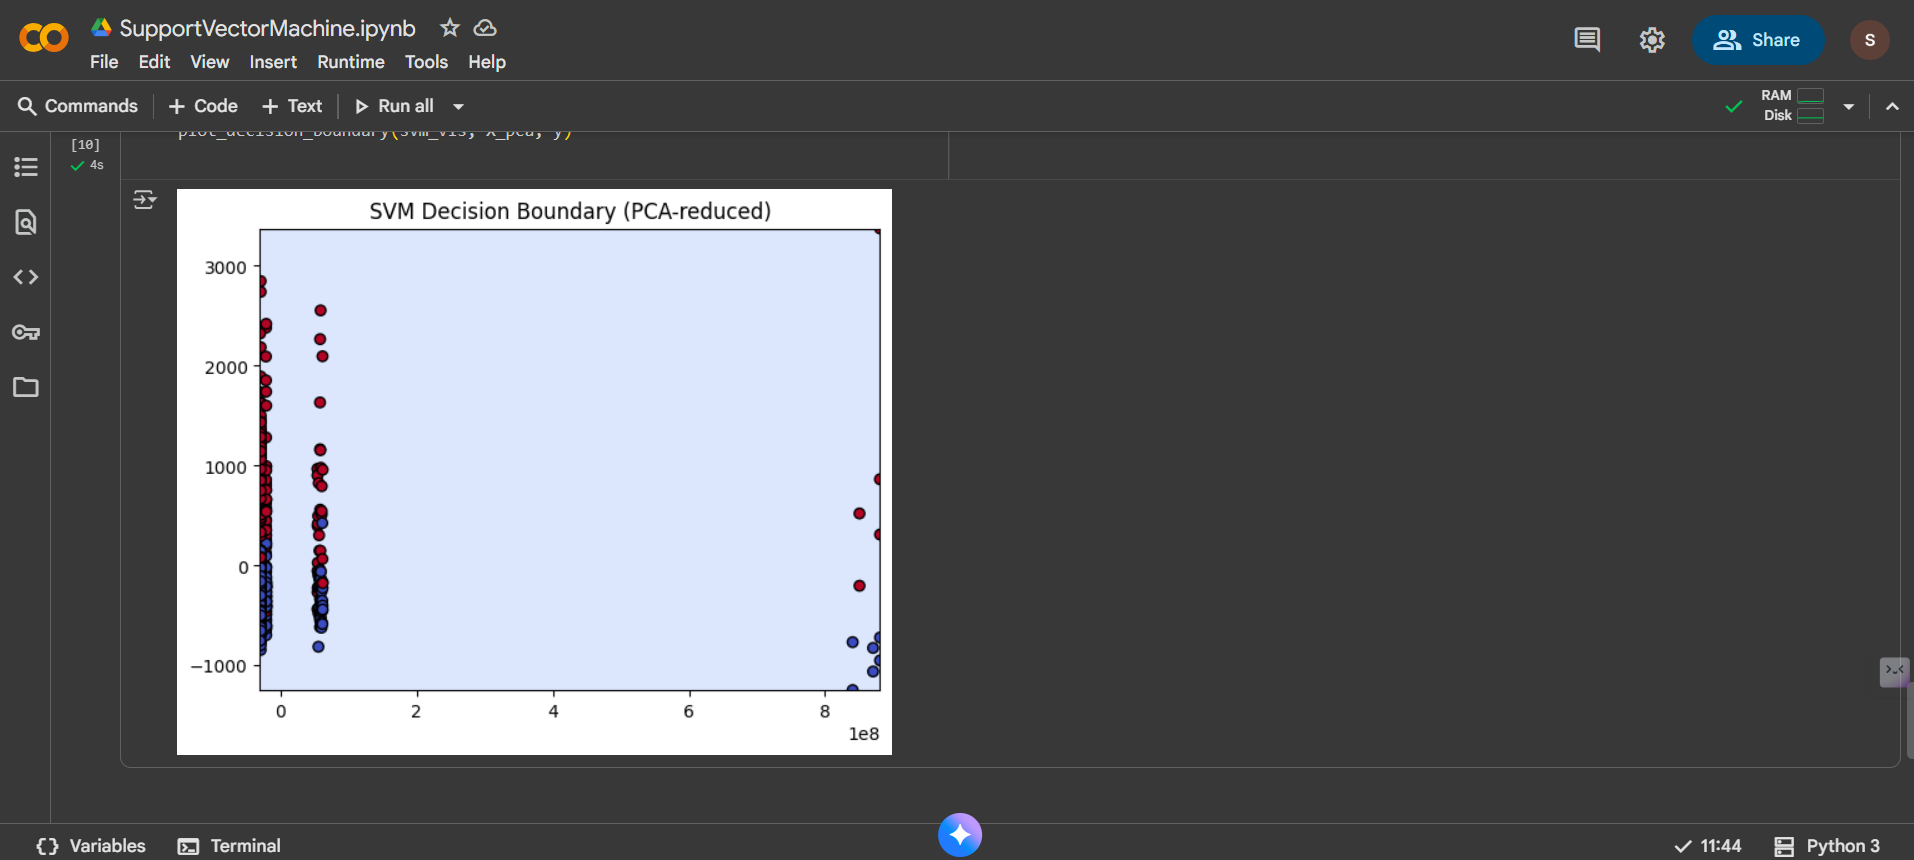 SupportVectorMachine.ipynb
File Edit View Insert Runtime Tools Help
Share
S
Commands + Code + Text Run all
RAM
Disk
plot_decision_boundary(svm_vis, X_pca, y)
[10]
4s
SVM Decision Boundary (PCA-reduced)
3000
2000
1000
0
−1000
0 2 4 6 8
1e8
Variables Terminal
11:44 Python 3